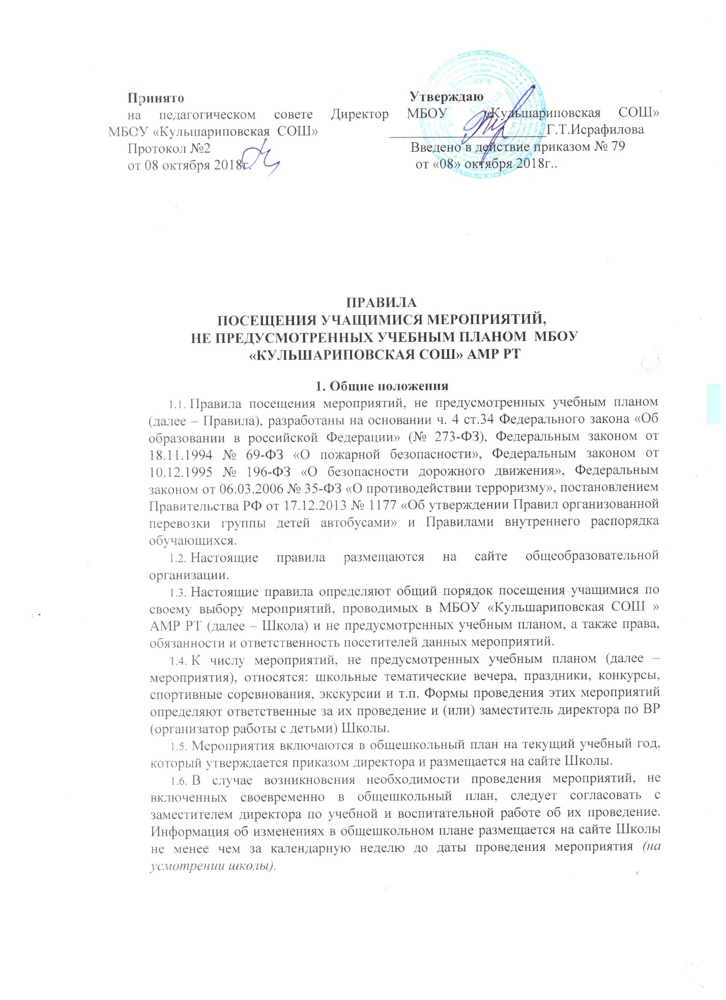 Принято Утверждаю
на педагогическом совете Директор МБОУ «Кульшариповская СОШ»
МБОУ «Кульшариповская СОШ» ______________________Г.Т.Исрафилова
Протокол №2 Введено в действие приказом № 79
от 08 октября 2018г. от «08» октября 2018г..
ПРАВИЛА
ПОСЕЩЕНИЯ УЧАЩИМИСЯ МЕРОПРИЯТИЙ,
НЕ ПРЕДУСМОТРЕННЫХ УЧЕБНЫМ ПЛАНОМ МБОУ
«КУЛЬШАРИПОВСКАЯ СОШ» АМР РТ
1. Общие положения
1.1. Правила посещения мероприятий, не предусмотренных учебным планом
(далее – Правила), разработаны на основании ч. 4 ст.34 Федерального закона «Об
образовании в российской Федерации» (№ 273-ФЗ), Федеральным законом от
18.11.1994 № 69-ФЗ «О пожарной безопасности», Федеральным законом от
10.12.1995 № 196-ФЗ «О безопасности дорожного движения», Федеральным
законом от 06.03.2006 № 35-ФЗ «О противодействии терроризму», постановлением
Правительства РФ от 17.12.2013 № 1177 «Об утверждении Правил организованной
перевозки группы детей автобусами» и Правилами внутреннего распорядка
обучающихся.
1.2. Настоящие правила размещаются на сайте общеобразовательной
организации.
1.3. Настоящие правила определяют общий порядок посещения учащимися по
своему выбору мероприятий, проводимых в МБОУ «Кульшариповская СОШ »
АМР РТ (далее – Школа) и не предусмотренных учебным планом, а также права,
обязанности и ответственность посетителей данных мероприятий.
1.4. К числу мероприятий, не предусмотренных учебным планом (далее –
мероприятия), относятся: школьные тематические вечера, праздники, конкурсы,
спортивные соревнования, экскурсии и т.п. Формы проведения этих мероприятий
определяют ответственные за их проведение и (или) заместитель директора по ВР
(организатор работы с детьми) Школы.
1.5. Мероприятия включаются в общешкольный план на текущий учебный год,
который утверждается приказом директора и размещается на сайте Школы.
1.6. В случае возникновения необходимости проведения мероприятий, не
включенных своевременно в общешкольный план, следует согласовать с
заместителем директора по учебной и воспитательной работе об их проведение.
Информация об изменениях в общешкольном плане размещается на сайте Школы
не менее чем за календарную неделю до даты проведения мероприятия (на
усмотрении школы).